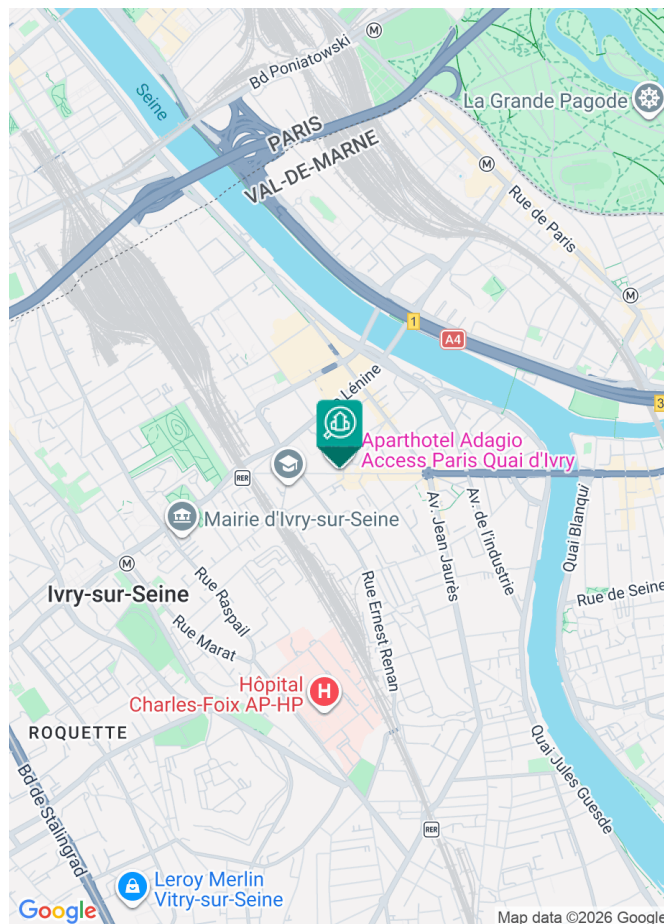 Bd Poniatowski
M
Seine
La Grande Pagode
PARIS
VAL-DE-MARNE
M
Rue de Paris
M
1
A4
3
Lénine
Aparthotel Adagio
Access Paris Quai d'Ivry
RER
Mairie d'Ivry-sur-Seine
Av. Jean Jaurès
Av. de l'industrie
Quai Blanqui
M
Ivry-sur-Seine
Rue Raspail
Rue Ernest Renan
Rue de Seine
Rue Marat
Hôpital
Charles-Foix AP-HP
H
ROQUETTE
Quai Jules Guesde
Bd de Stalingrad
RER
Leroy Merlin
Vitry-sur-Seine
Google
Map data ©2026 Google